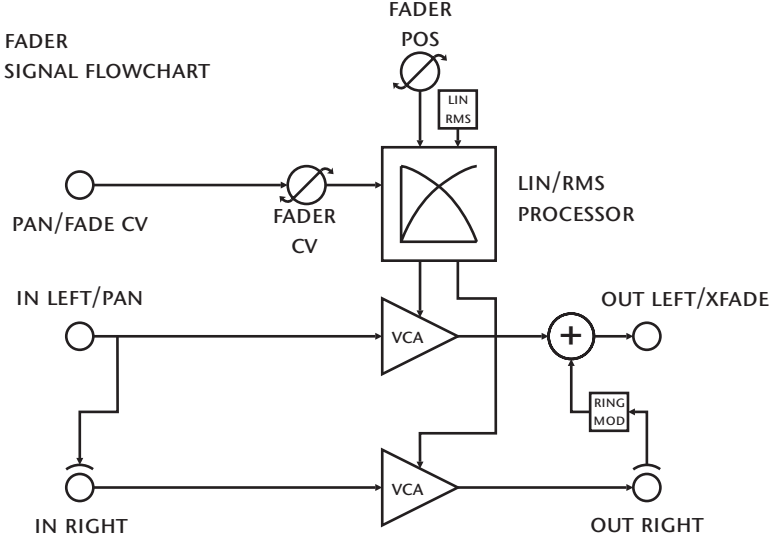 FADER
SIGNAL FLOWCHART
FADER
POS
LIN
RMS
LIN/RMS
PROCESSOR
PAN/FADE CV
FADER
CV
IN LEFT/PAN
OUT LEFT/XFADE
VCA
+
RING
MOD
VCA
IN RIGHT
OUT RIGHT